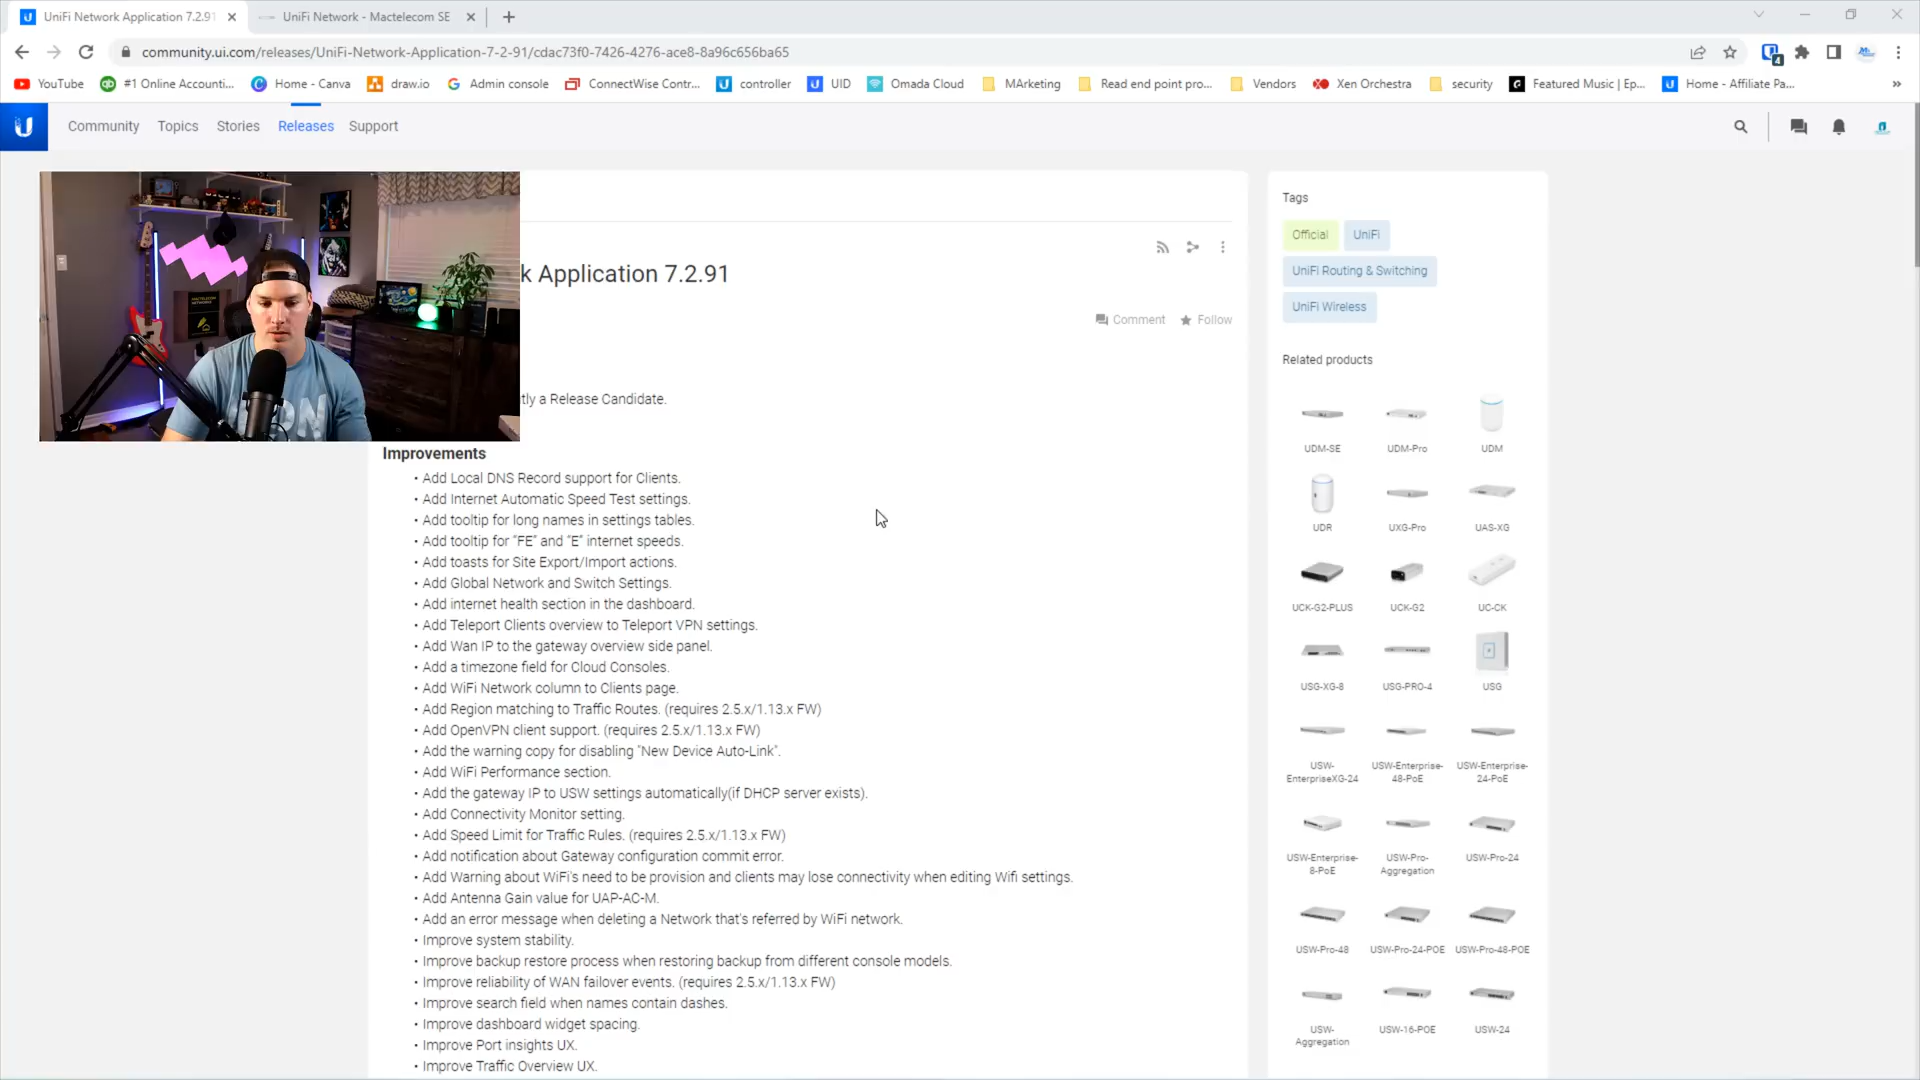 UniFi Network Application 7.2.91
UniFi Network - Mactelecom SE
community.ui.com/releases/UniFi-Network-Application-7-2-91/cdac73f0-7426-4276-ace8-8a96c656ba65
4
YouTube
#1 Online Accounti...
Home - Canva
draw.io
Admin console
ConnectWise Contr...
controller
UID
Omada Cloud
MArketing
Read end point pro...
Vendors
Xen Orchestra
security
Featured Music | Ep...
Home - Affiliate Pa...
Community
Topics
Stories
Releases
Support
k Application 7.2.91
Comment
Follow
tly a Release Candidate.
Improvements
• Add Local DNS Record support for Clients.
• Add Internet Automatic Speed Test settings.
• Add tooltip for long names in settings tables.
• Add tooltip for “FE” and “E” internet speeds.
• Add toasts for Site Export/Import actions.
• Add Global Network and Switch Settings.
• Add internet health section in the dashboard.
• Add Teleport Clients overview to Teleport VPN settings.
• Add Wan IP to the gateway overview side panel.
• Add a timezone field for Cloud Consoles.
• Add WiFi Network column to Clients page.
• Add Region matching to Traffic Routes. (requires 2.5.x/1.13.x FW)
• Add OpenVPN client support. (requires 2.5.x/1.13.x FW)
• Add the warning copy for disabling "New Device Auto-Link".
• Add WiFi Performance section.
• Add the gateway IP to USW settings automatically(if DHCP server exists).
• Add Connectivity Monitor setting.
• Add Speed Limit for Traffic Rules. (requires 2.5.x/1.13.x FW)
• Add notification about Gateway configuration commit error.
• Add Warning about WiFi's need to be provision and clients may lose connectivity when editing Wifi settings.
• Add Antenna Gain value for UAP-AC-M.
• Add an error message when deleting a Network that's referred by WiFi network.
• Improve system stability.
• Improve backup restore process when restoring backup from different console models.
• Improve reliability of WAN failover events. (requires 2.5.x/1.13.x FW)
• Improve search field when names contain dashes.
• Improve dashboard widget spacing.
• Improve Port insights UX.
• Improve Traffic Overview UX.
Tags
Official
UniFi
UniFi Routing & Switching
UniFi Wireless
Related products
UDM-SE
UDM-Pro
UDM
UDR
UXG-Pro
UAS-XG
UCK-G2-PLUS
UCK-G2
UC-CK
USG-XG-8
USG-PRO-4
USG
USW-
EnterpriseXG-24
USW-Enterprise-
48-PoE
USW-Enterprise-
24-PoE
USW-Enterprise-
8-PoE
USW-Pro-
Aggregation
USW-Pro-24
USW-Pro-48
USW-Pro-24-POE
USW-Pro-48-POE
USW-
Aggregation
USW-16-POE
USW-24